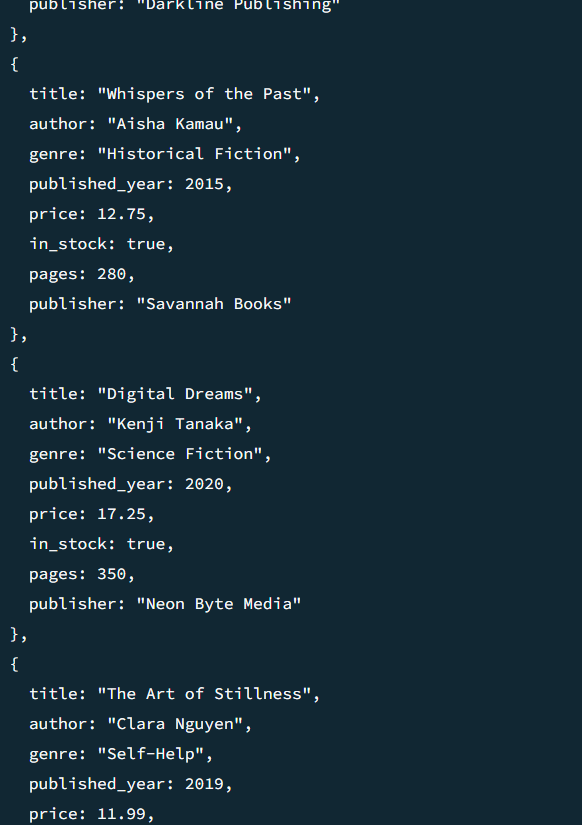 publisher: "Darkline Publishing"
},
{
title: "Whispers of the Past",
author: "Aisha Kamau",
genre: "Historical Fiction",
published_year: 2015,
price: 12.75,
in_stock: true,
pages: 280,
publisher: "Savannah Books"
},
{
title: "Digital Dreams",
author: "Kenji Tanaka",
genre: "Science Fiction",
published_year: 2020,
price: 17.25,
in_stock: true,
pages: 350,
publisher: "Neon Byte Media"
},
{
title: "The Art of Stillness",
author: "Clara Nguyen",
genre: "Self-Help",
published_year: 2019,
price: 11.99,